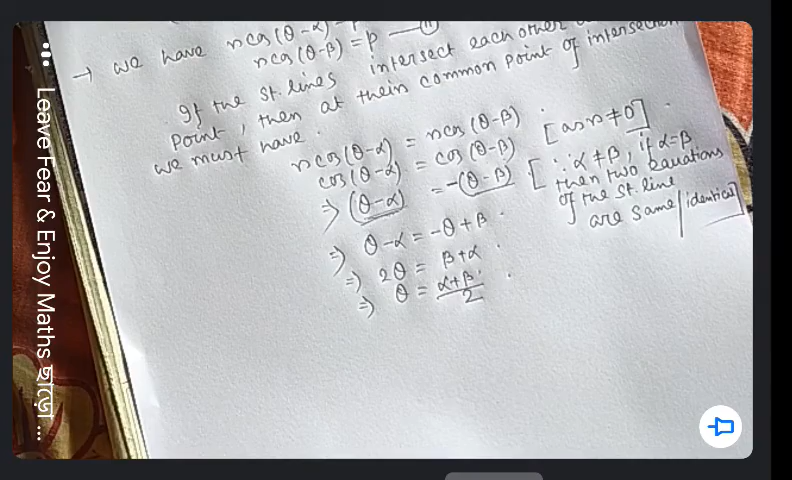 → we have r cos(θ-α) = p
r cos(θ-β) = p —(ii)
If the st. lines intersect each other
point, then at their common point of intersection
we must have.
r cos(θ-α) = r cos(θ-β) .
cos(θ-α) = cos(θ-β) [as r≠0] .
⇒ (θ-α) = -(θ-β) [∵ α≠β, if α=β
then two equations
of the st. line
are same/identical]
⇒ θ-α = -θ+β .
⇒ 2θ = β+α .
⇒ θ = α+β/2 .
Leave Fear & Enjoy Maths ছাড়ো ...